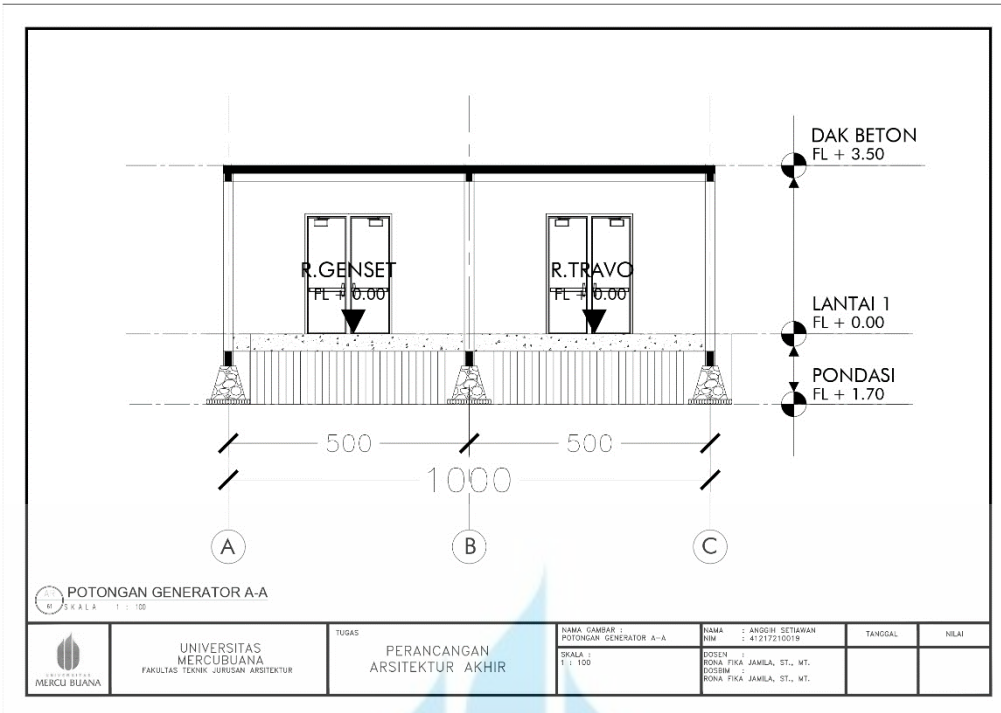 DAK BETON
FL + 3.50
R.GENSET
FL + 0.00
R.TRAVO
FL + 0.00
LANTAI 1
FL + 0.00
PONDASI
FL + 1.70
500
500
1000
A
B
C
61
POTONGAN GENERATOR A-A
SKALA 1 : 100
UNIVERSITAS
MERCU BUANA
UNIVERSITAS
MERCUBUANA
FAKULTAS TEKNIK JURUSAN ARSITEKTUR
TUGAS
PERANCANGAN
ARSITEKTUR AKHIR
NAMA GAMBAR :
POTONGAN GENERATOR A-A
SKALA :
1 : 100
NAMA : ANGGIH SETIAWAN
NIM : 41217210019
DOSEN :
RONA FIKA JAMILA, ST., MT.
DOSBIM :
RONA FIKA JAMILA, ST., MT.
TANGGAL
NILAI